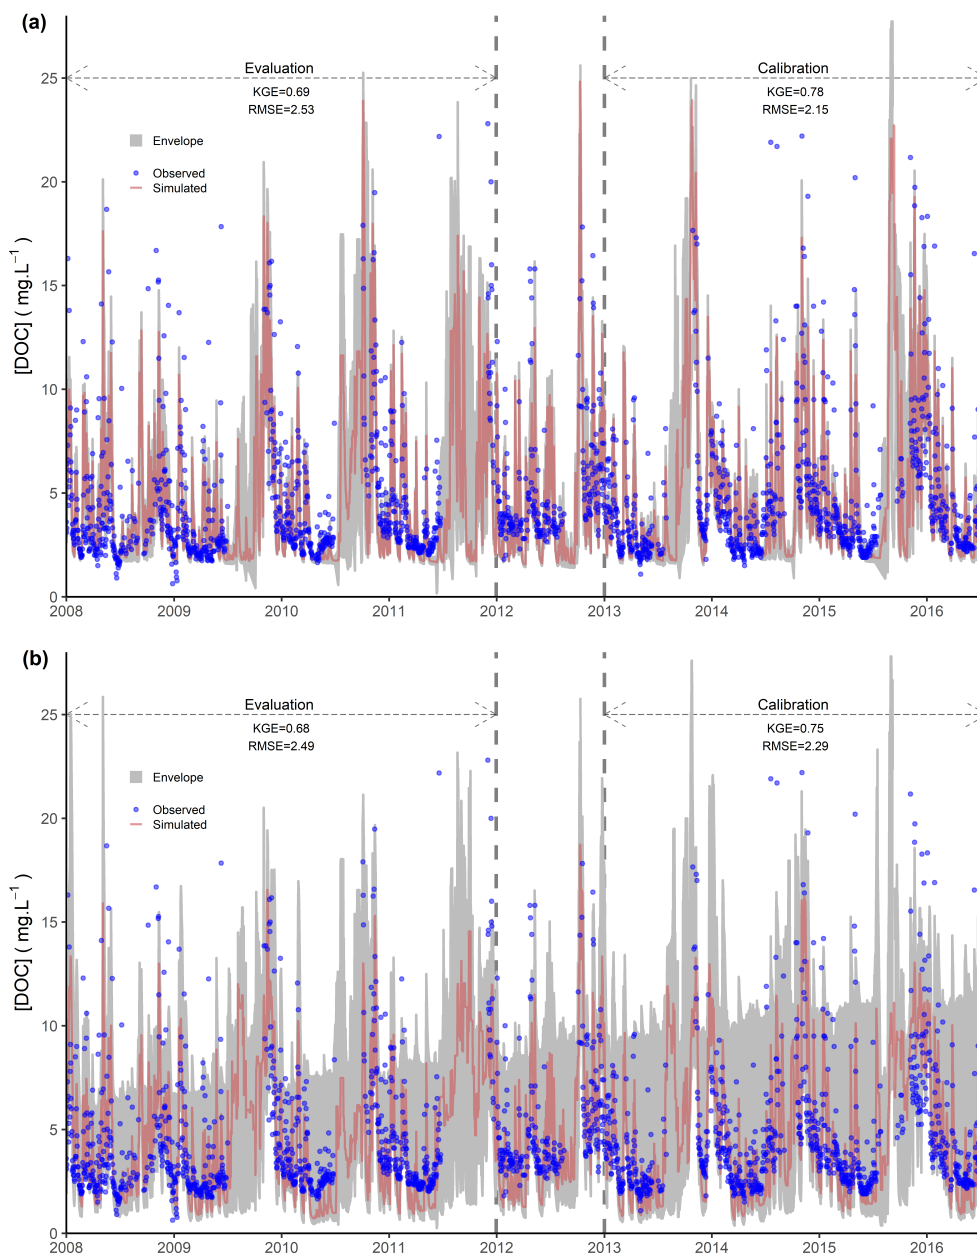 (a)
Evaluation
KGE=0.69
RMSE=2.53
Calibration
KGE=0.78
RMSE=2.15
Envelope
Observed
Simulated
[DOC] ( mg.L⁻¹ )
25
20
15
10
5
0
2008 2009 2010 2011 2012 2013 2014 2015 2016
(b)
Evaluation
KGE=0.68
RMSE=2.49
Calibration
KGE=0.75
RMSE=2.29
Envelope
Observed
Simulated
[DOC] ( mg.L⁻¹ )
25
20
15
10
5
0
2008 2009 2010 2011 2012 2013 2014 2015 2016